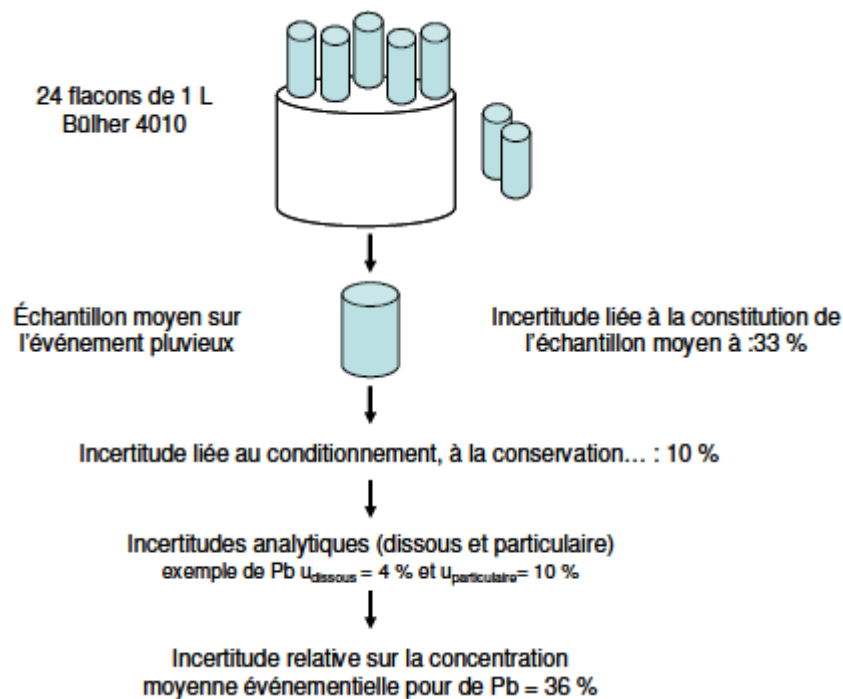 24 flacons de 1 L
Bülher 4010
Échantillon moyen sur
l'événement pluvieux
Incertitude liée à la constitution de
l'échantillon moyen à :33 %
Incertitude liée au conditionnement, à la conservation… : 10 %
Incertitudes analytiques (dissous et particulaire)
exemple de Pb u_dissous = 4 % et u_particulaire= 10 %
Incertitude relative sur la concentration
moyenne événementielle pour de Pb = 36 %